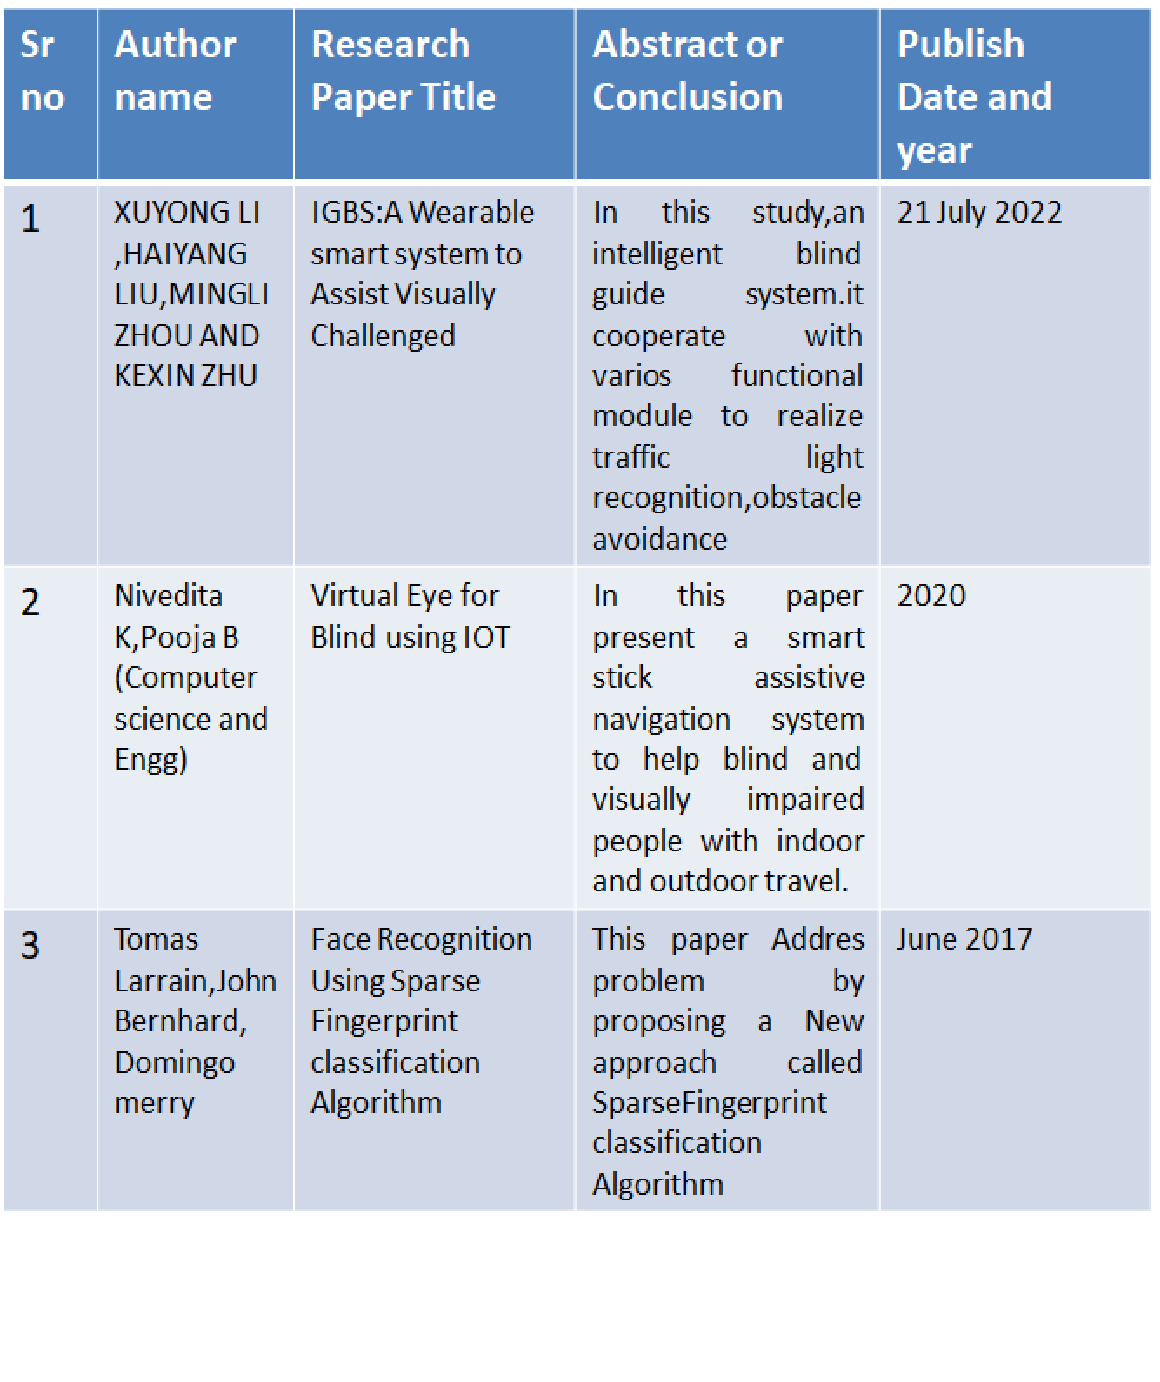 Sr
no
Author
name
Research
Paper Title
Abstract or
Conclusion
Publish
Date and
year
1
XUYONG LI
,HAIYANG
LIU,MINGLI
ZHOU AND
KEXIN ZHU
IGBS:A Wearable
smart system to
Assist Visually
Challenged
In this study,an
intelligent blind
guide system.it
cooperate with
varios functional
module to realize
traffic light
recognition,obstacle
avoidance
21 July 2022
2
Nivedita
K,Pooja B
(Computer
science and
Engg)
Virtual Eye for
Blind using IOT
In this paper
present a smart
stick assistive
navigation system
to help blind and
visually impaired
people with indoor
and outdoor travel.
2020
3
Tomas
Larrain,John
Bernhard,
Domingo
merry
Face Recognition
Using Sparse
Fingerprint
classification
Algorithm
This paper Addres
problem by
proposing a New
approach called
SparseFingerprint
classification
Algorithm
June 2017